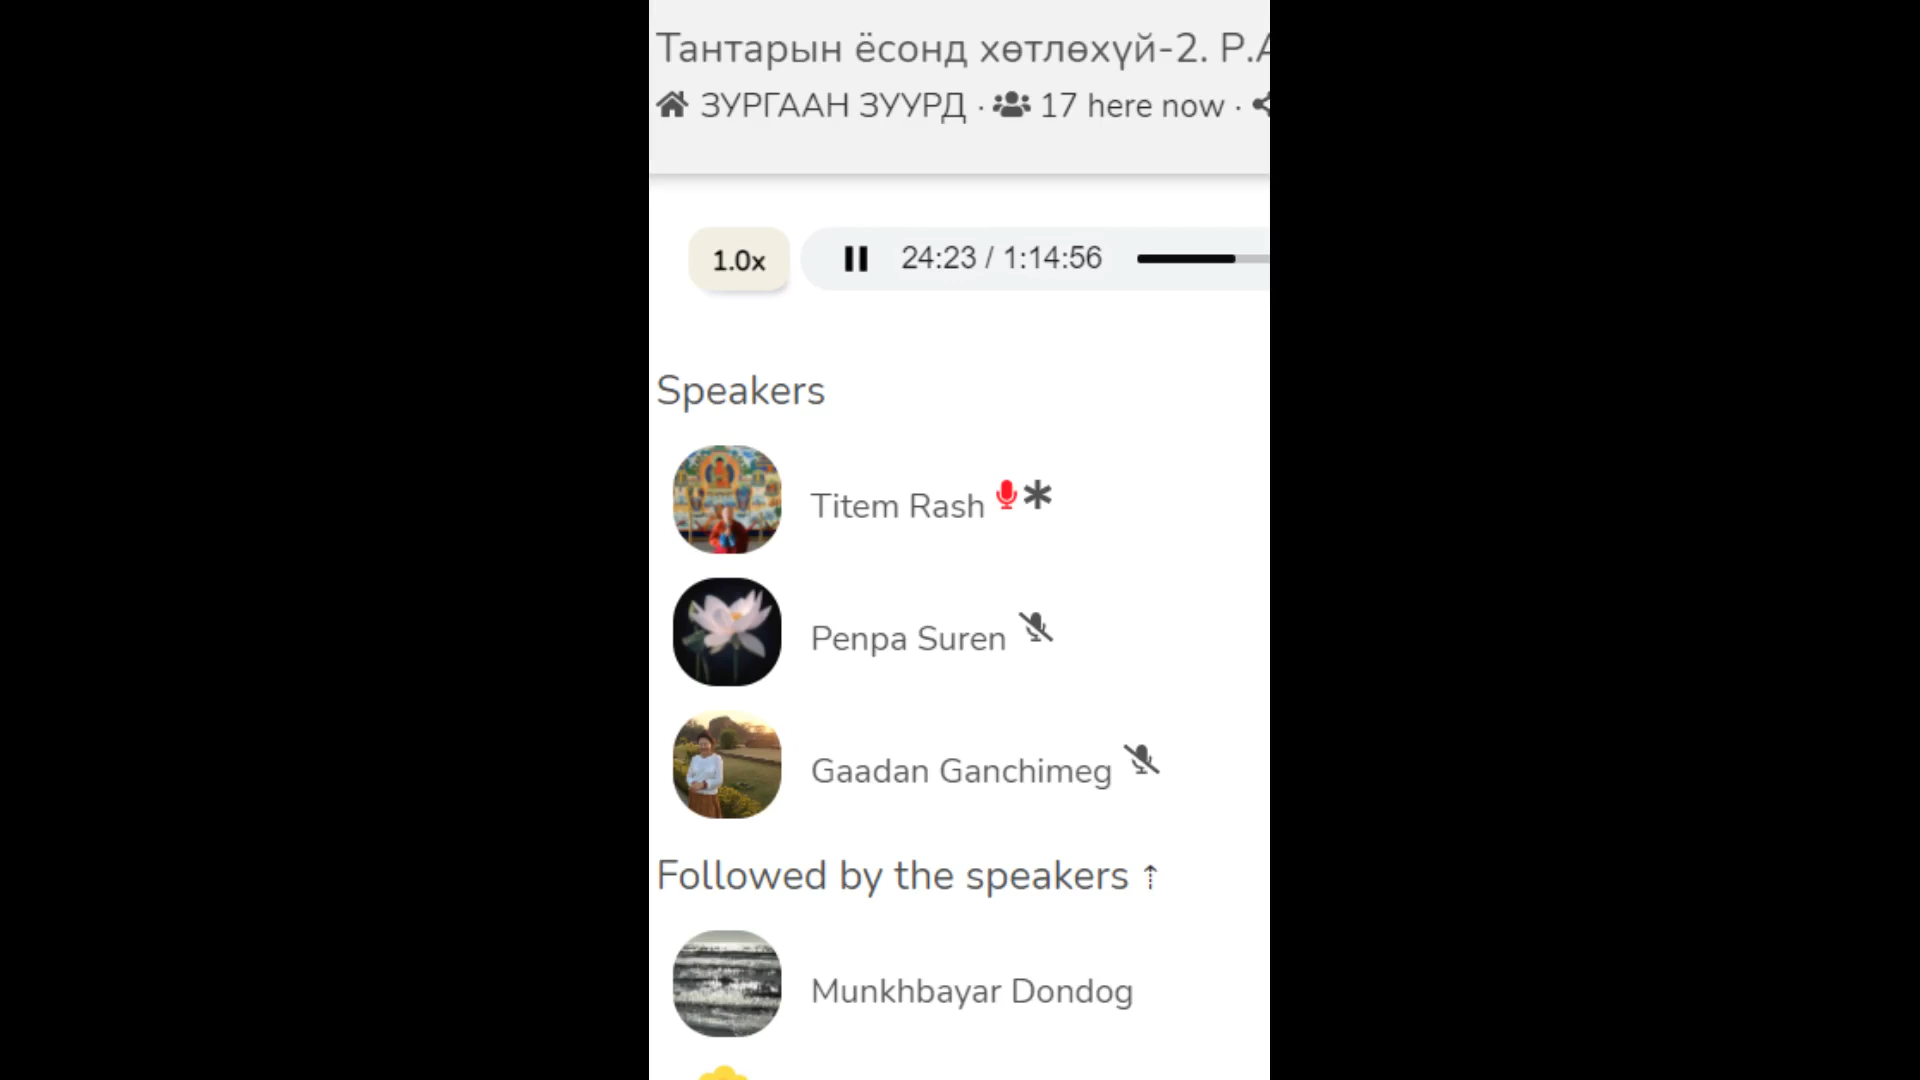 Тантарын ёсонд хөтлөхүй-2. Р.А
ЗУРГААН ЗУУРД · 17 here now ·
1.0x
24:23 / 1:14:56
Speakers
Titem Rash
Penpa Suren
Gaadan Ganchimeg
Followed by the speakers ⇡
Munkhbayar Dondog